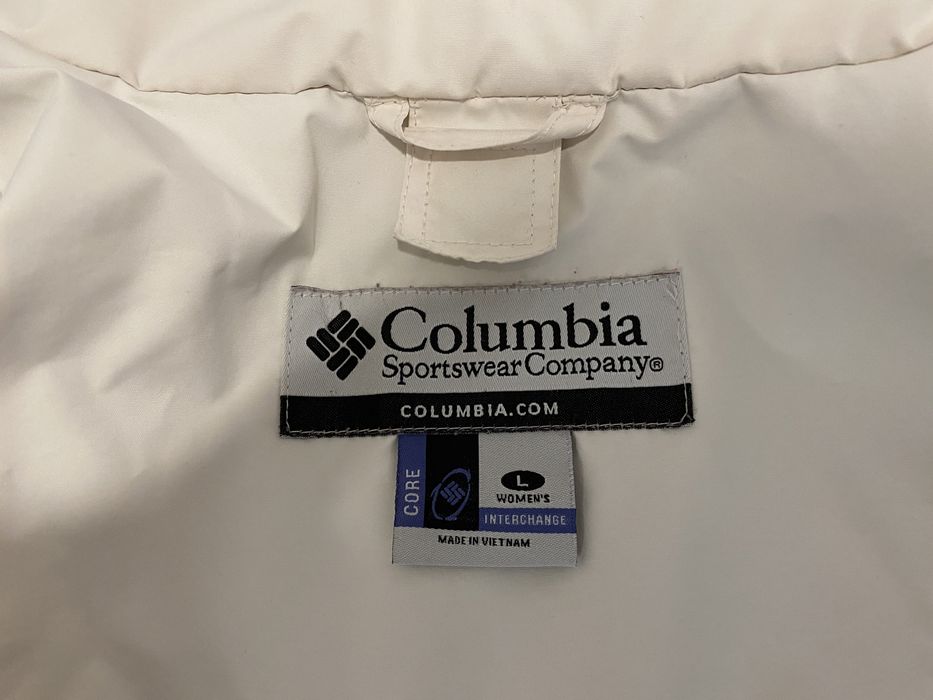 Columbia
Sportswear Company®
COLUMBIA.COM
CORE
L
WOMEN'S
INTERCHANGE
MADE IN VIETNAM